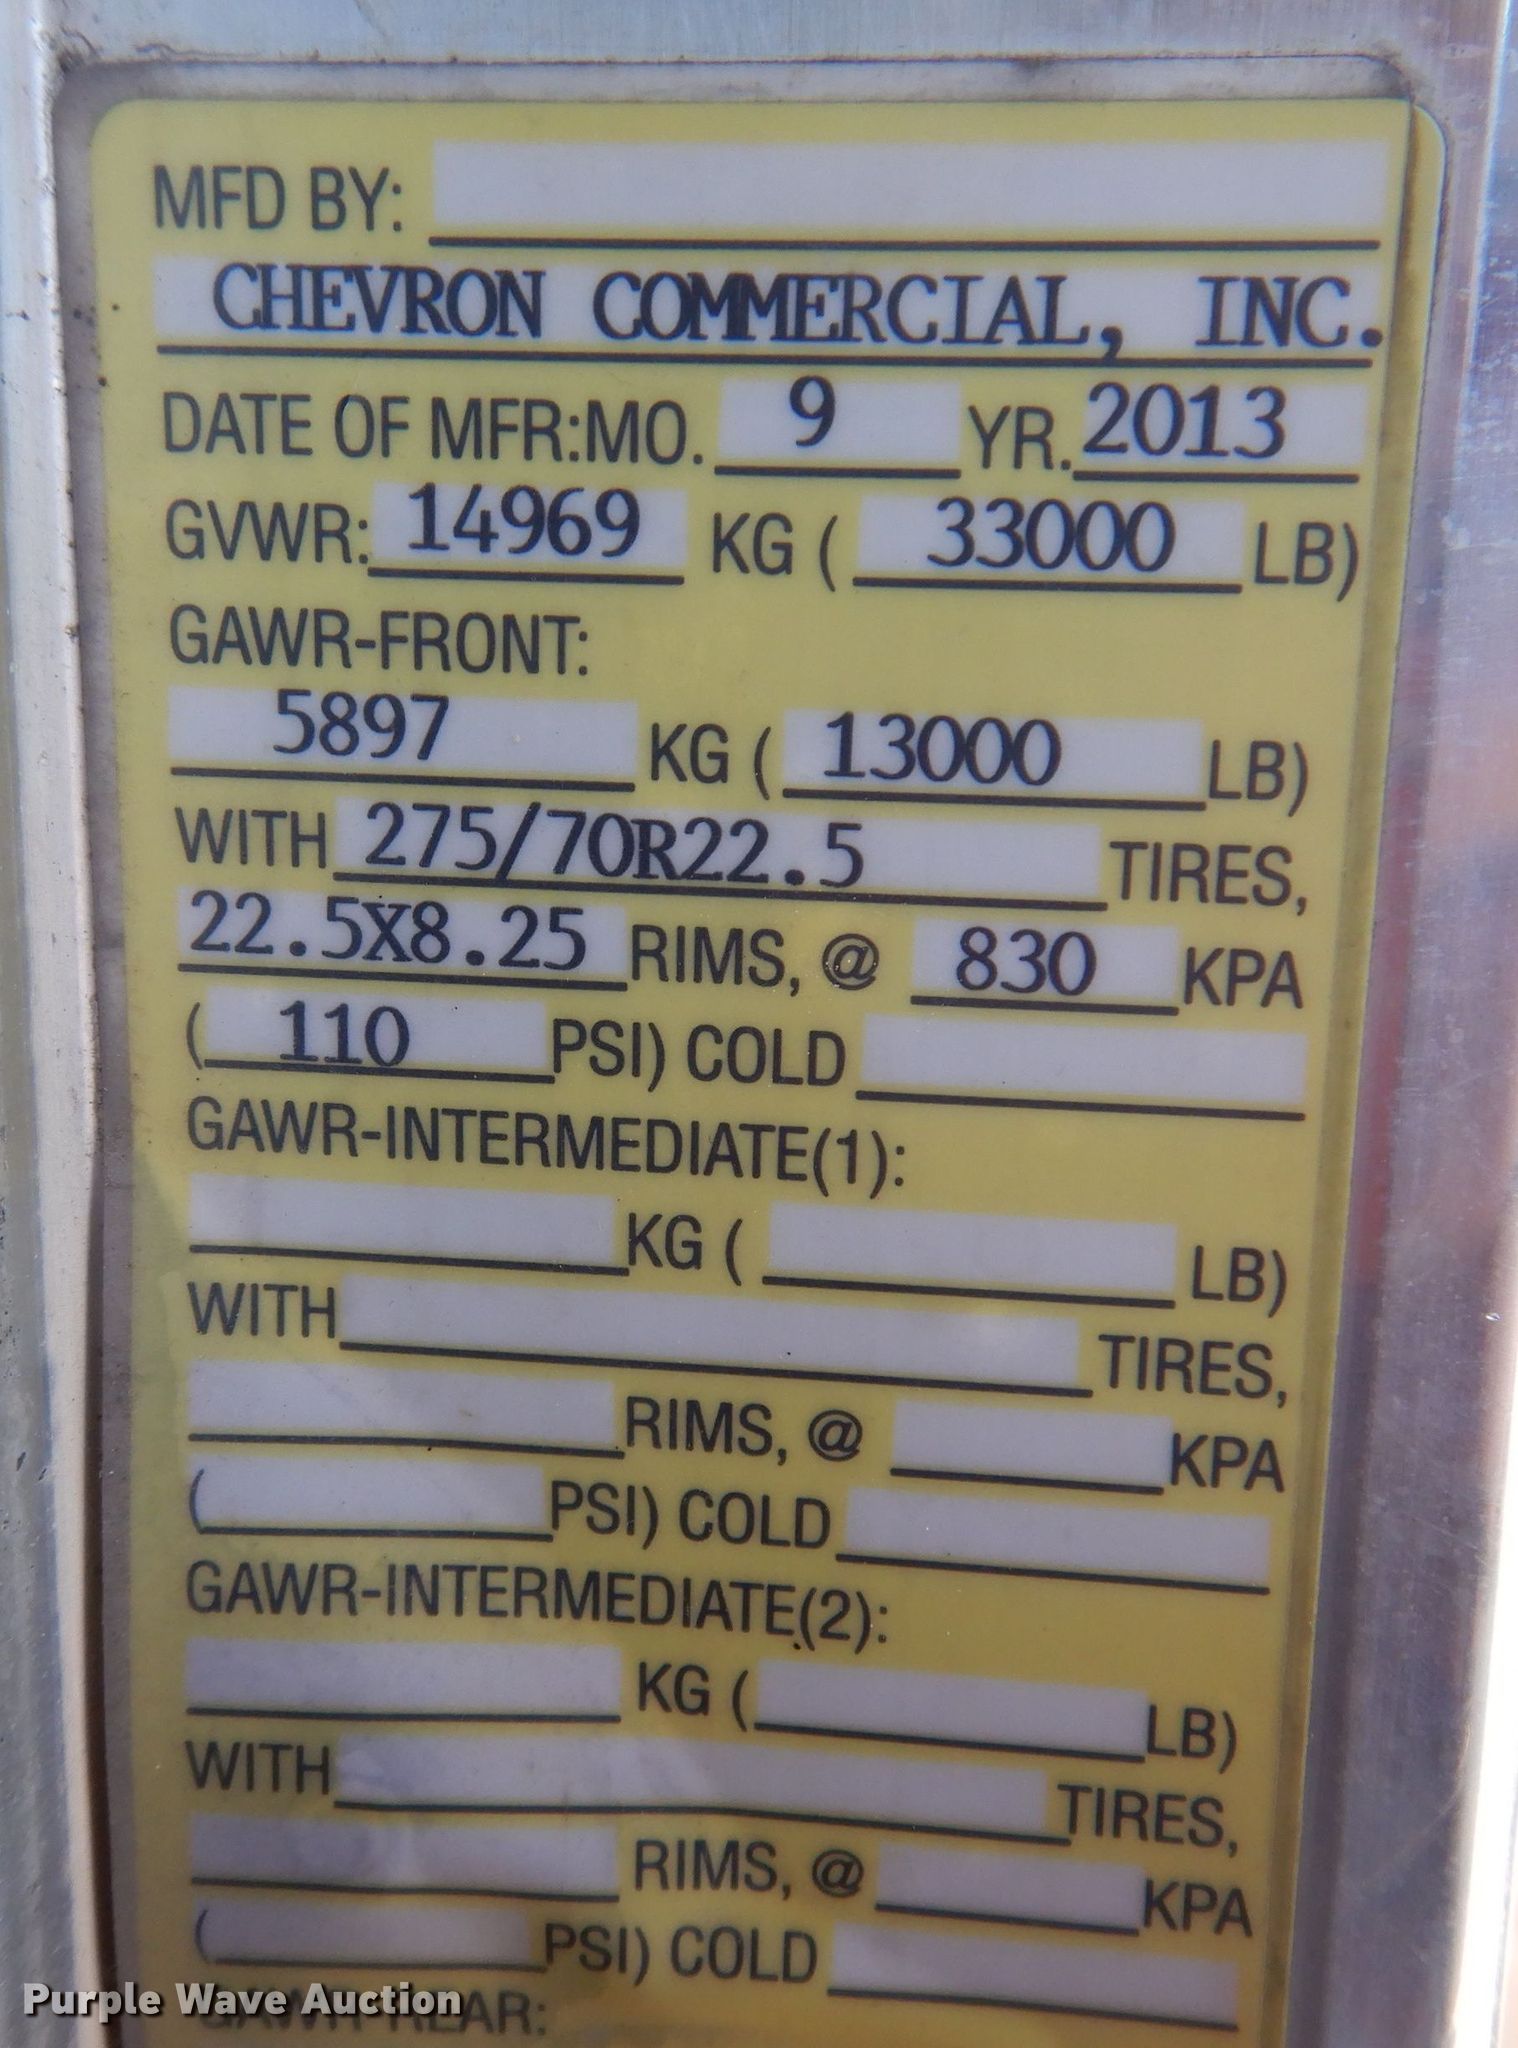 MFD BY:
CHEVRON COMMERCIAL, INC.
DATE OF MFR:MO. 9 YR. 2013
GVWR: 14969 KG ( 33000 LB)
GAWR-FRONT:
5897 KG ( 13000 LB)
WITH 275/70R22.5 TIRES,
22.5X8.25 RIMS, @ 830 KPA
( 110 PSI) COLD
GAWR-INTERMEDIATE(1):
KG ( LB)
WITH TIRES,
RIMS, @ KPA
( PSI) COLD
GAWR-INTERMEDIATE(2):
KG ( LB)
WITH TIRES,
RIMS, @ KPA
( PSI) COLD
Purple Wave Auction
GAWR-REAR: